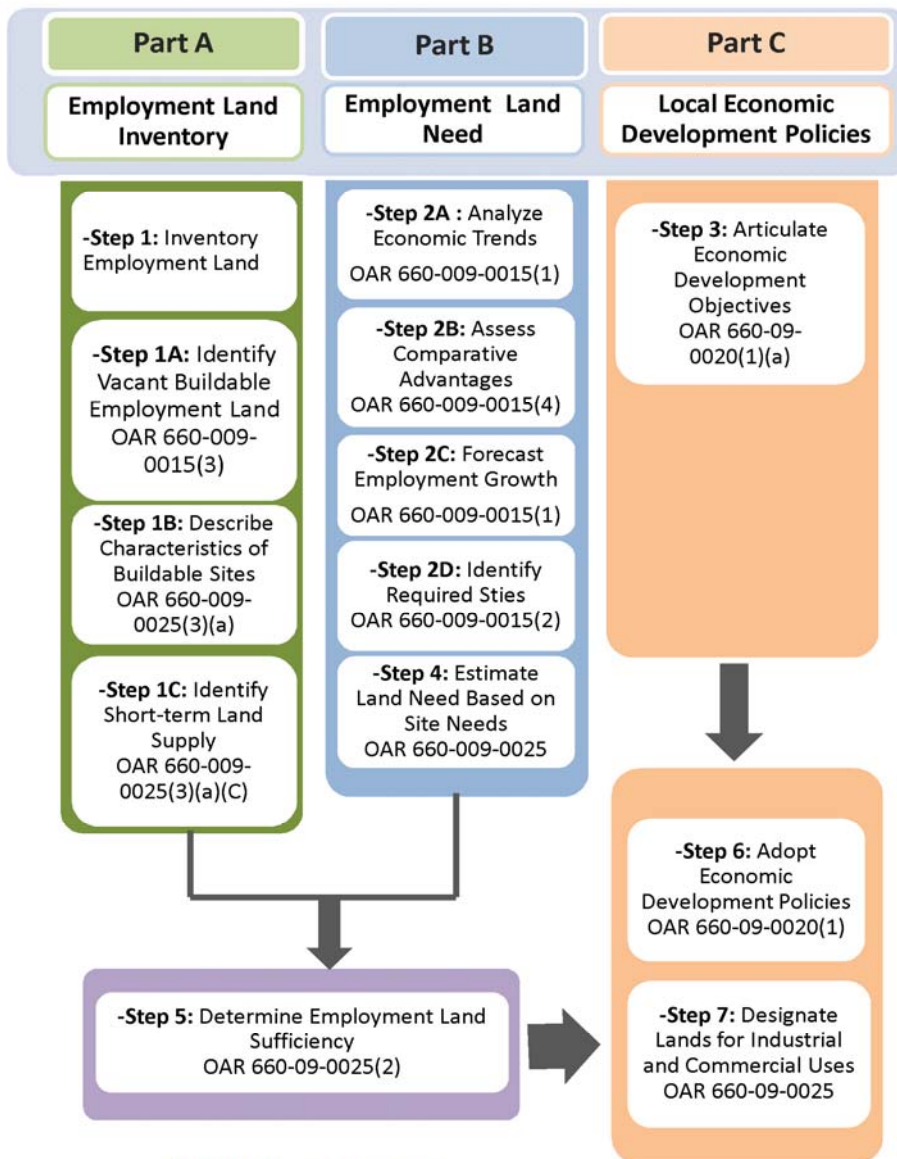 Part A
Employment Land
Inventory
-Step 1: Inventory
Employment Land
-Step 1A: Identify
Vacant Buildable
Employment Land
OAR 660-009-
0015(3)
-Step 1B: Describe
Characteristics of
Buildable Sites
OAR 660-009-
0025(3)(a)
-Step 1C: Identify
Short-term Land
Supply
OAR 660-009-
0025(3)(a)(C)
Part B
Employment Land
Need
-Step 2A : Analyze
Economic Trends
OAR 660-009-0015(1)
-Step 2B: Assess
Comparative
Advantages
OAR 660-009-0015(4)
-Step 2C: Forecast
Employment Growth
OAR 660-009-0015(1)
-Step 2D: Identify
Required Sties
OAR 660-009-0015(2)
-Step 4: Estimate
Land Need Based on
Site Needs
OAR 660-009-0025
Part C
Local Economic
Development Policies
-Step 3: Articulate
Economic
Development
Objectives
OAR 660-09-
0020(1)(a)
-Step 5: Determine Employment Land
Sufficiency
OAR 660-09-0025(2)
-Step 6: Adopt
Economic
Development Policies
OAR 660-09-0020(1)
-Step 7: Designate
Lands for Industrial
and Commercial Uses
OAR 660-09-0025